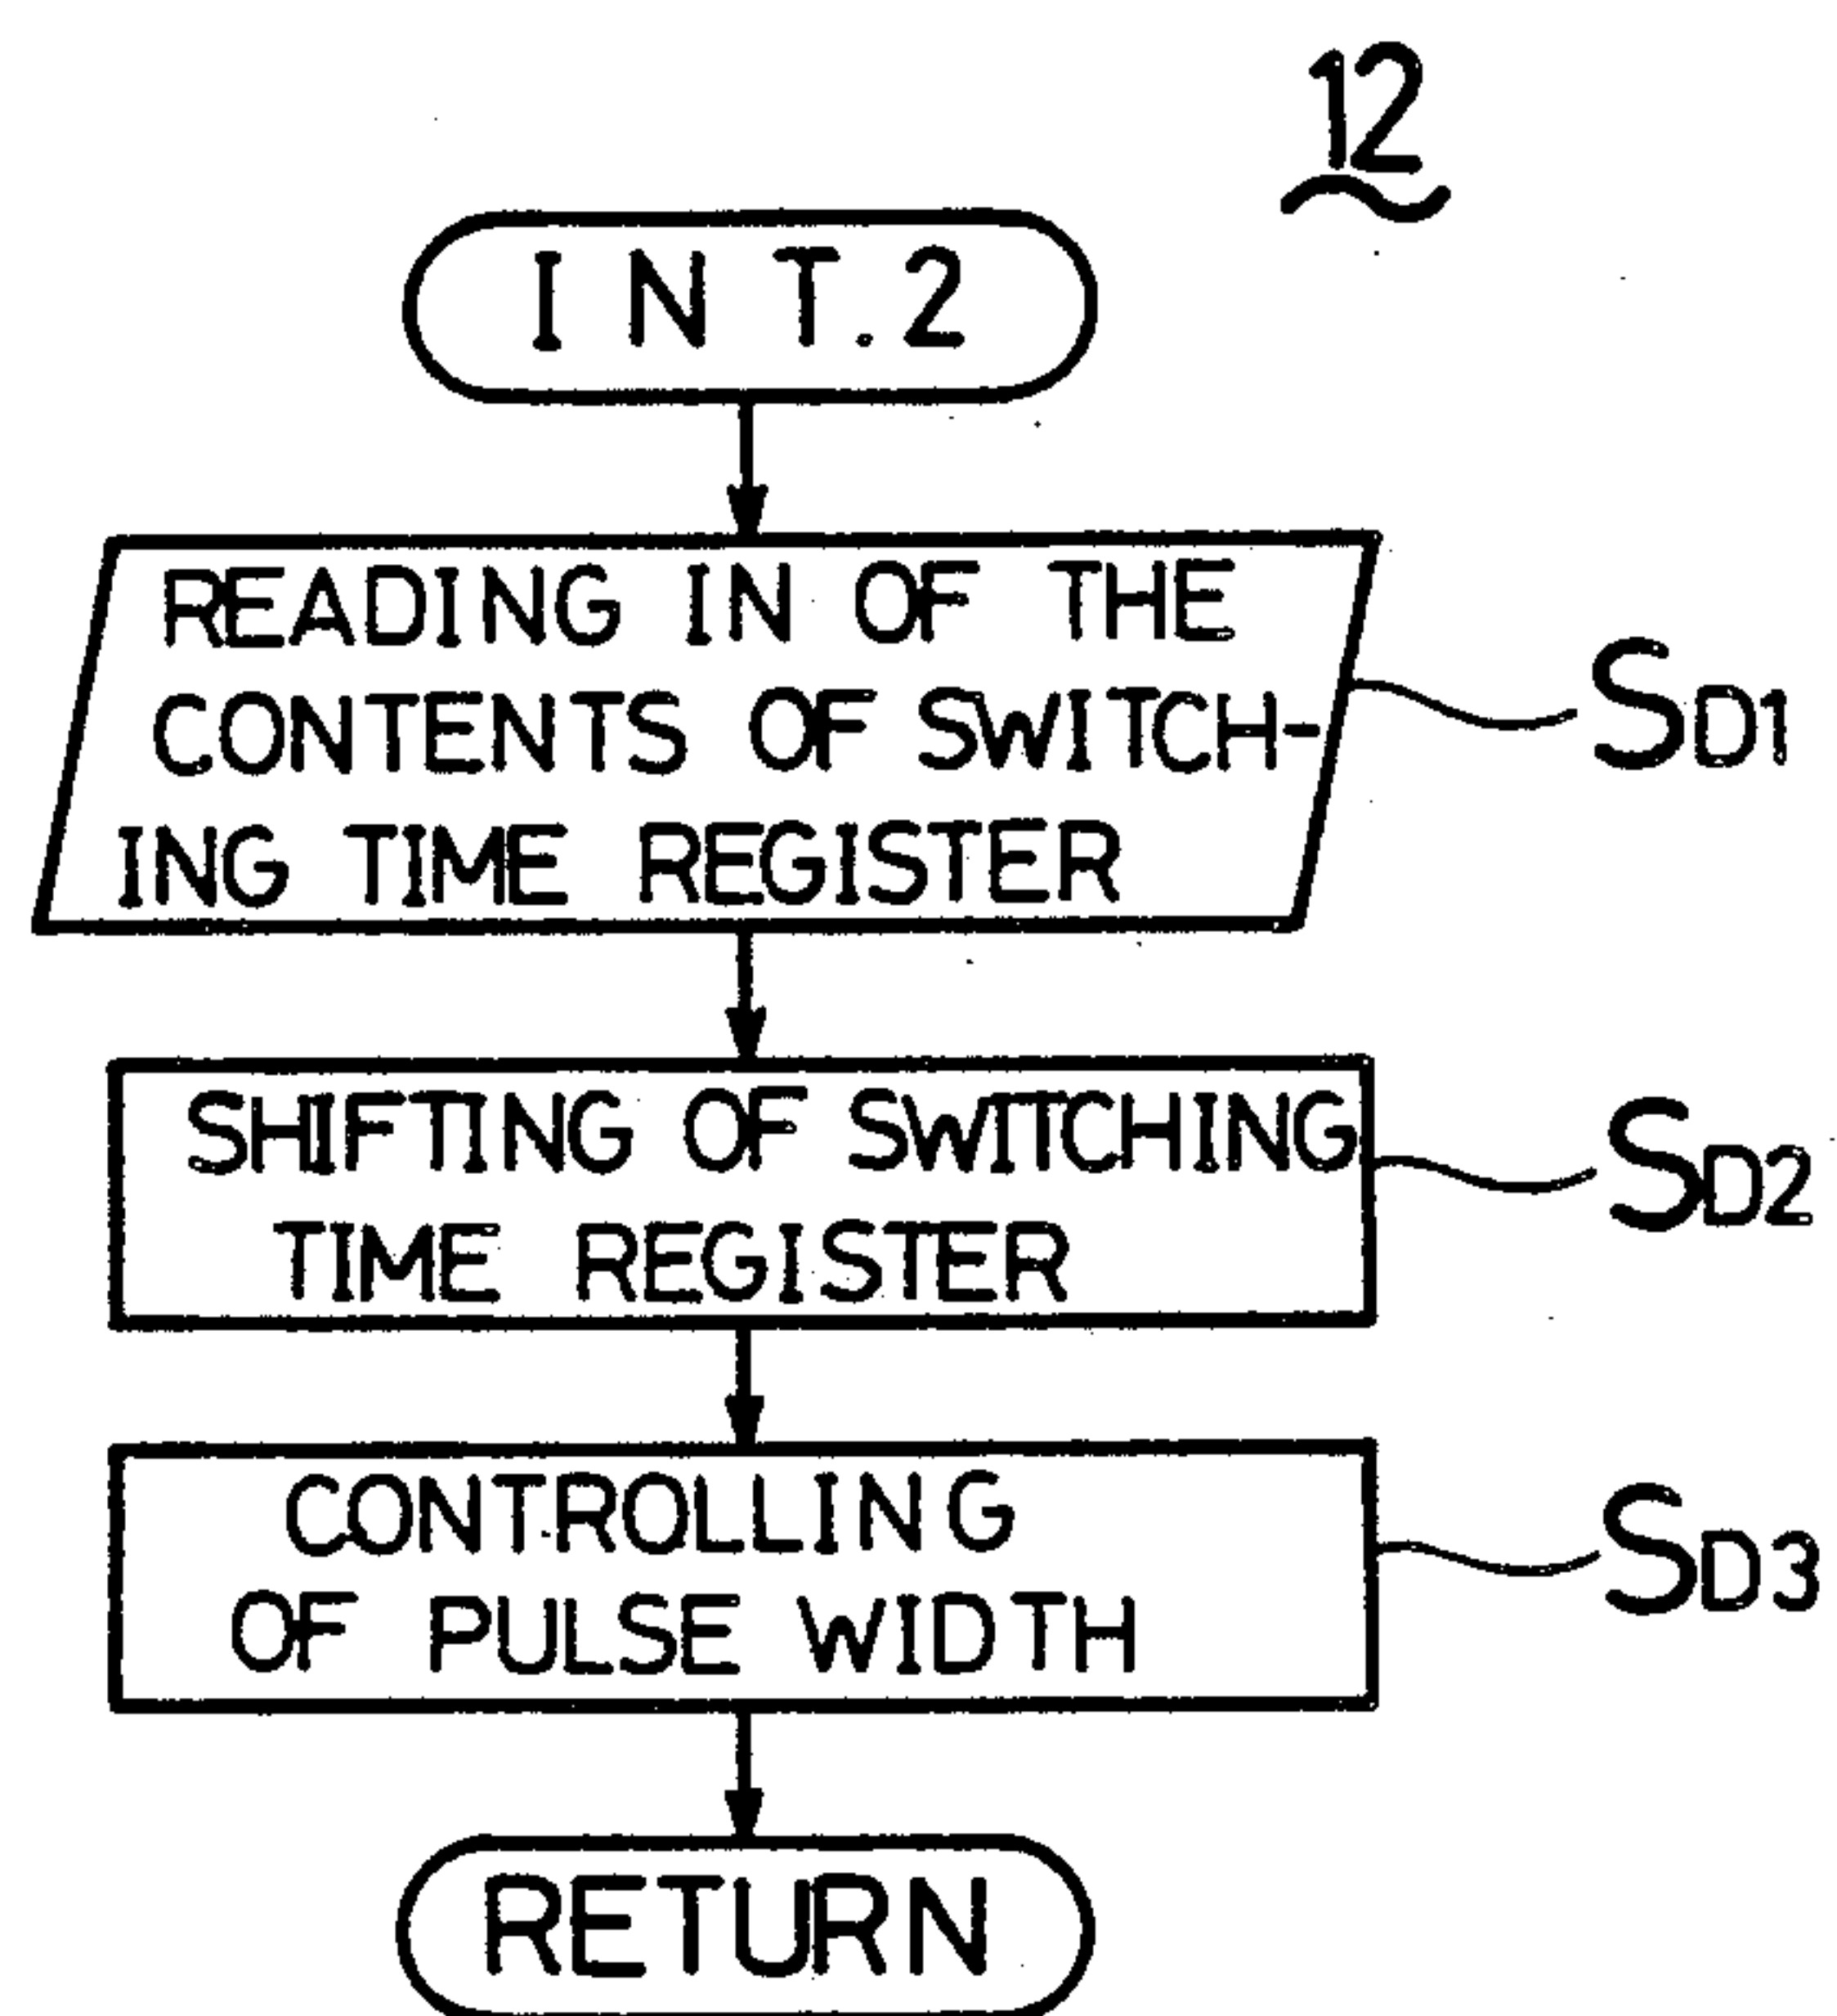 12
INT.2
READING IN OF THE
CONTENTS OF SWITCH-
ING TIME REGISTER
SD1
SHIFTING OF SWITCHING
TIME REGISTER
SD2
CONTROLLING
OF PULSE WIDTH
SD3
RETURN